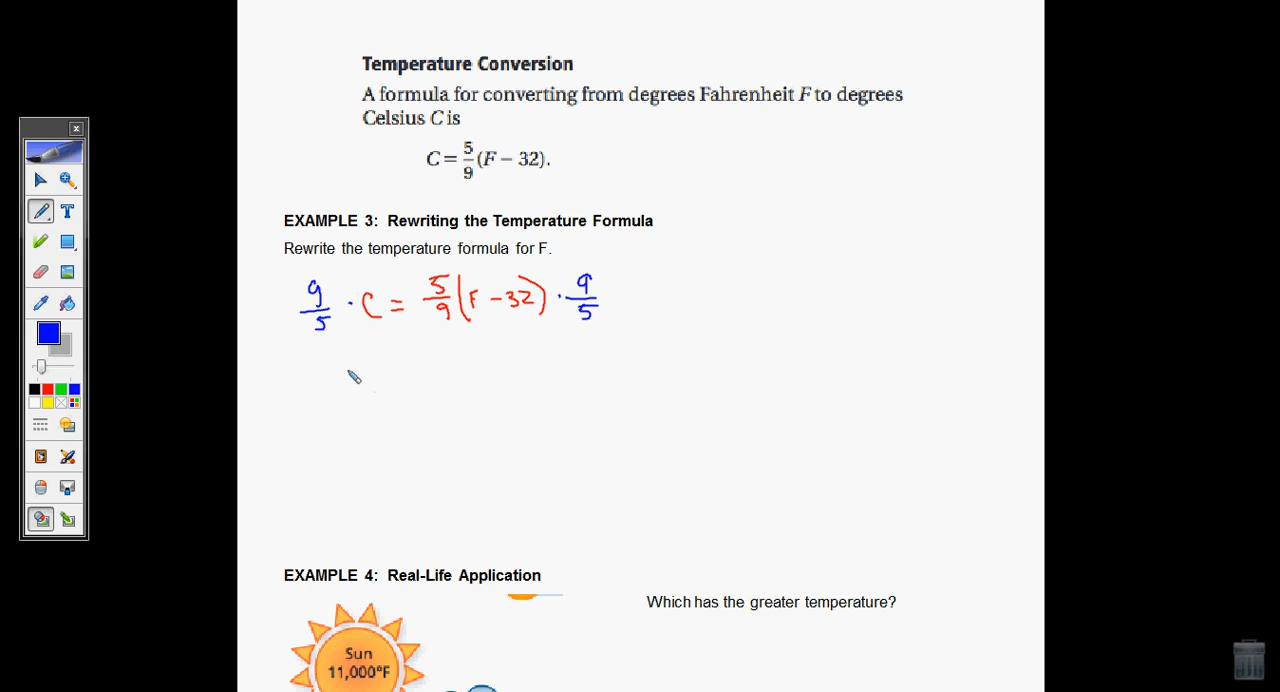 Temperature Conversion
A formula for converting from degrees Fahrenheit F to degrees
Celsius C is
C = 5/9 (F − 32).
EXAMPLE 3: Rewriting the Temperature Formula
Rewrite the temperature formula for F.
9/5 · C = 5/9 (F − 32) · 9/5
EXAMPLE 4: Real-Life Application
Which has the greater temperature?
Sun
11,000°F